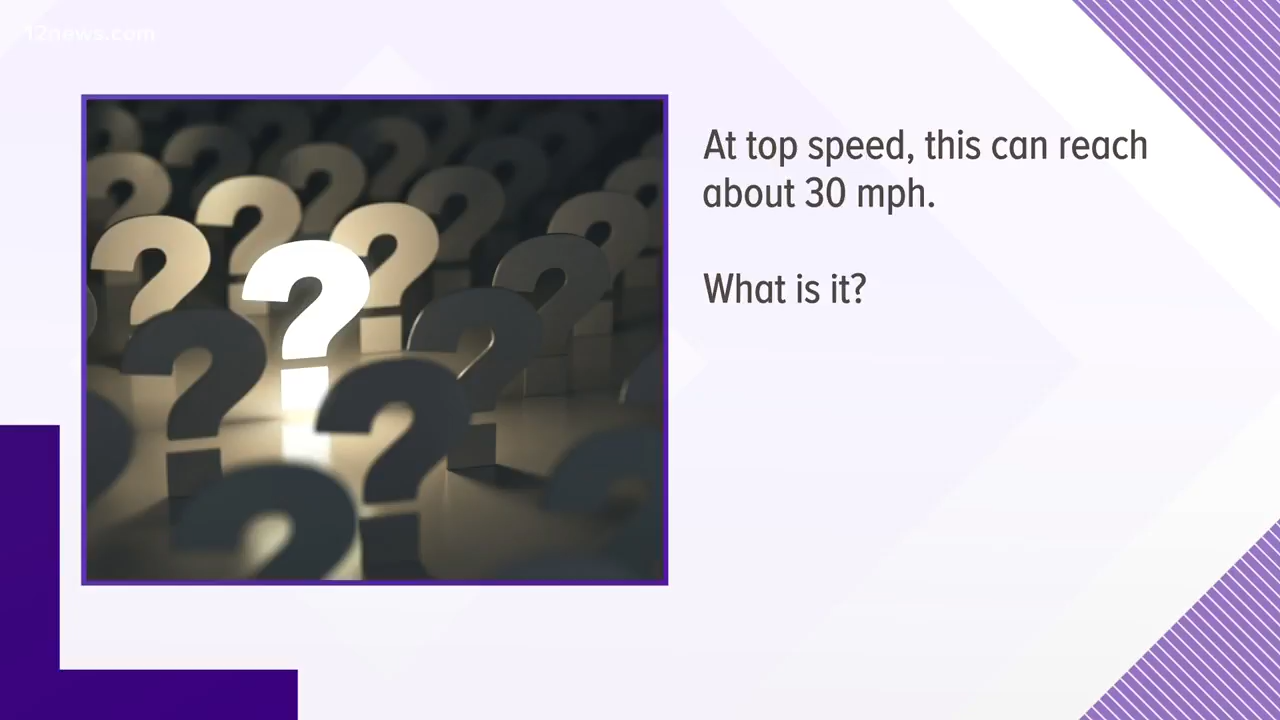 12news.com
At top speed, this can reach
about 30 mph.
What is it?